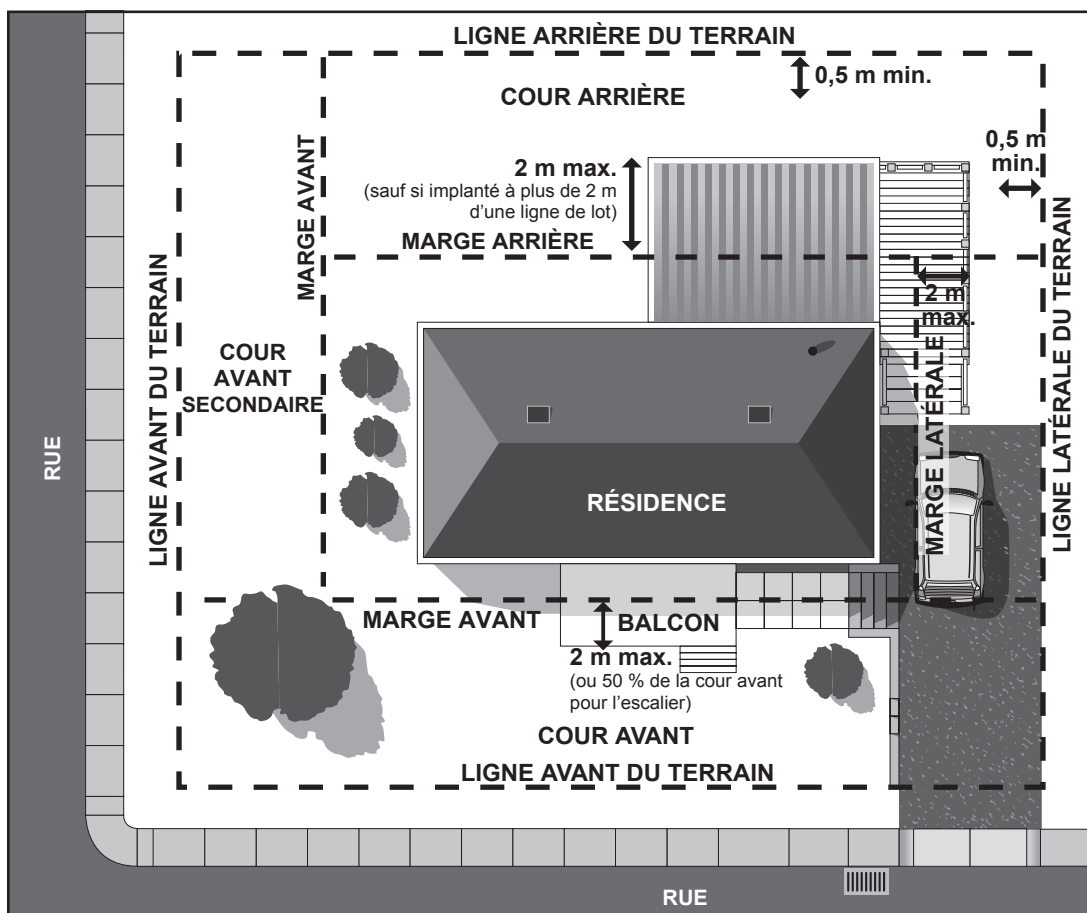 LIGNE ARRIÈRE DU TERRAIN
0,5 m min.
COUR ARRIÈRE
0,5 m
min.
2 m max.
(sauf si implanté à plus de 2 m
d’une ligne de lot)
MARGE AVANT
MARGE ARRIÈRE
2 m
max.
LIGNE AVANT DU TERRAIN
COUR
AVANT
SECONDAIRE
MARGE LATÉRALE
LIGNE LATÉRALE DU TERRAIN
RUE
RÉSIDENCE
MARGE AVANT
BALCON
2 m max.
(ou 50 % de la cour avant
pour l’escalier)
COUR AVANT
LIGNE AVANT DU TERRAIN
RUE